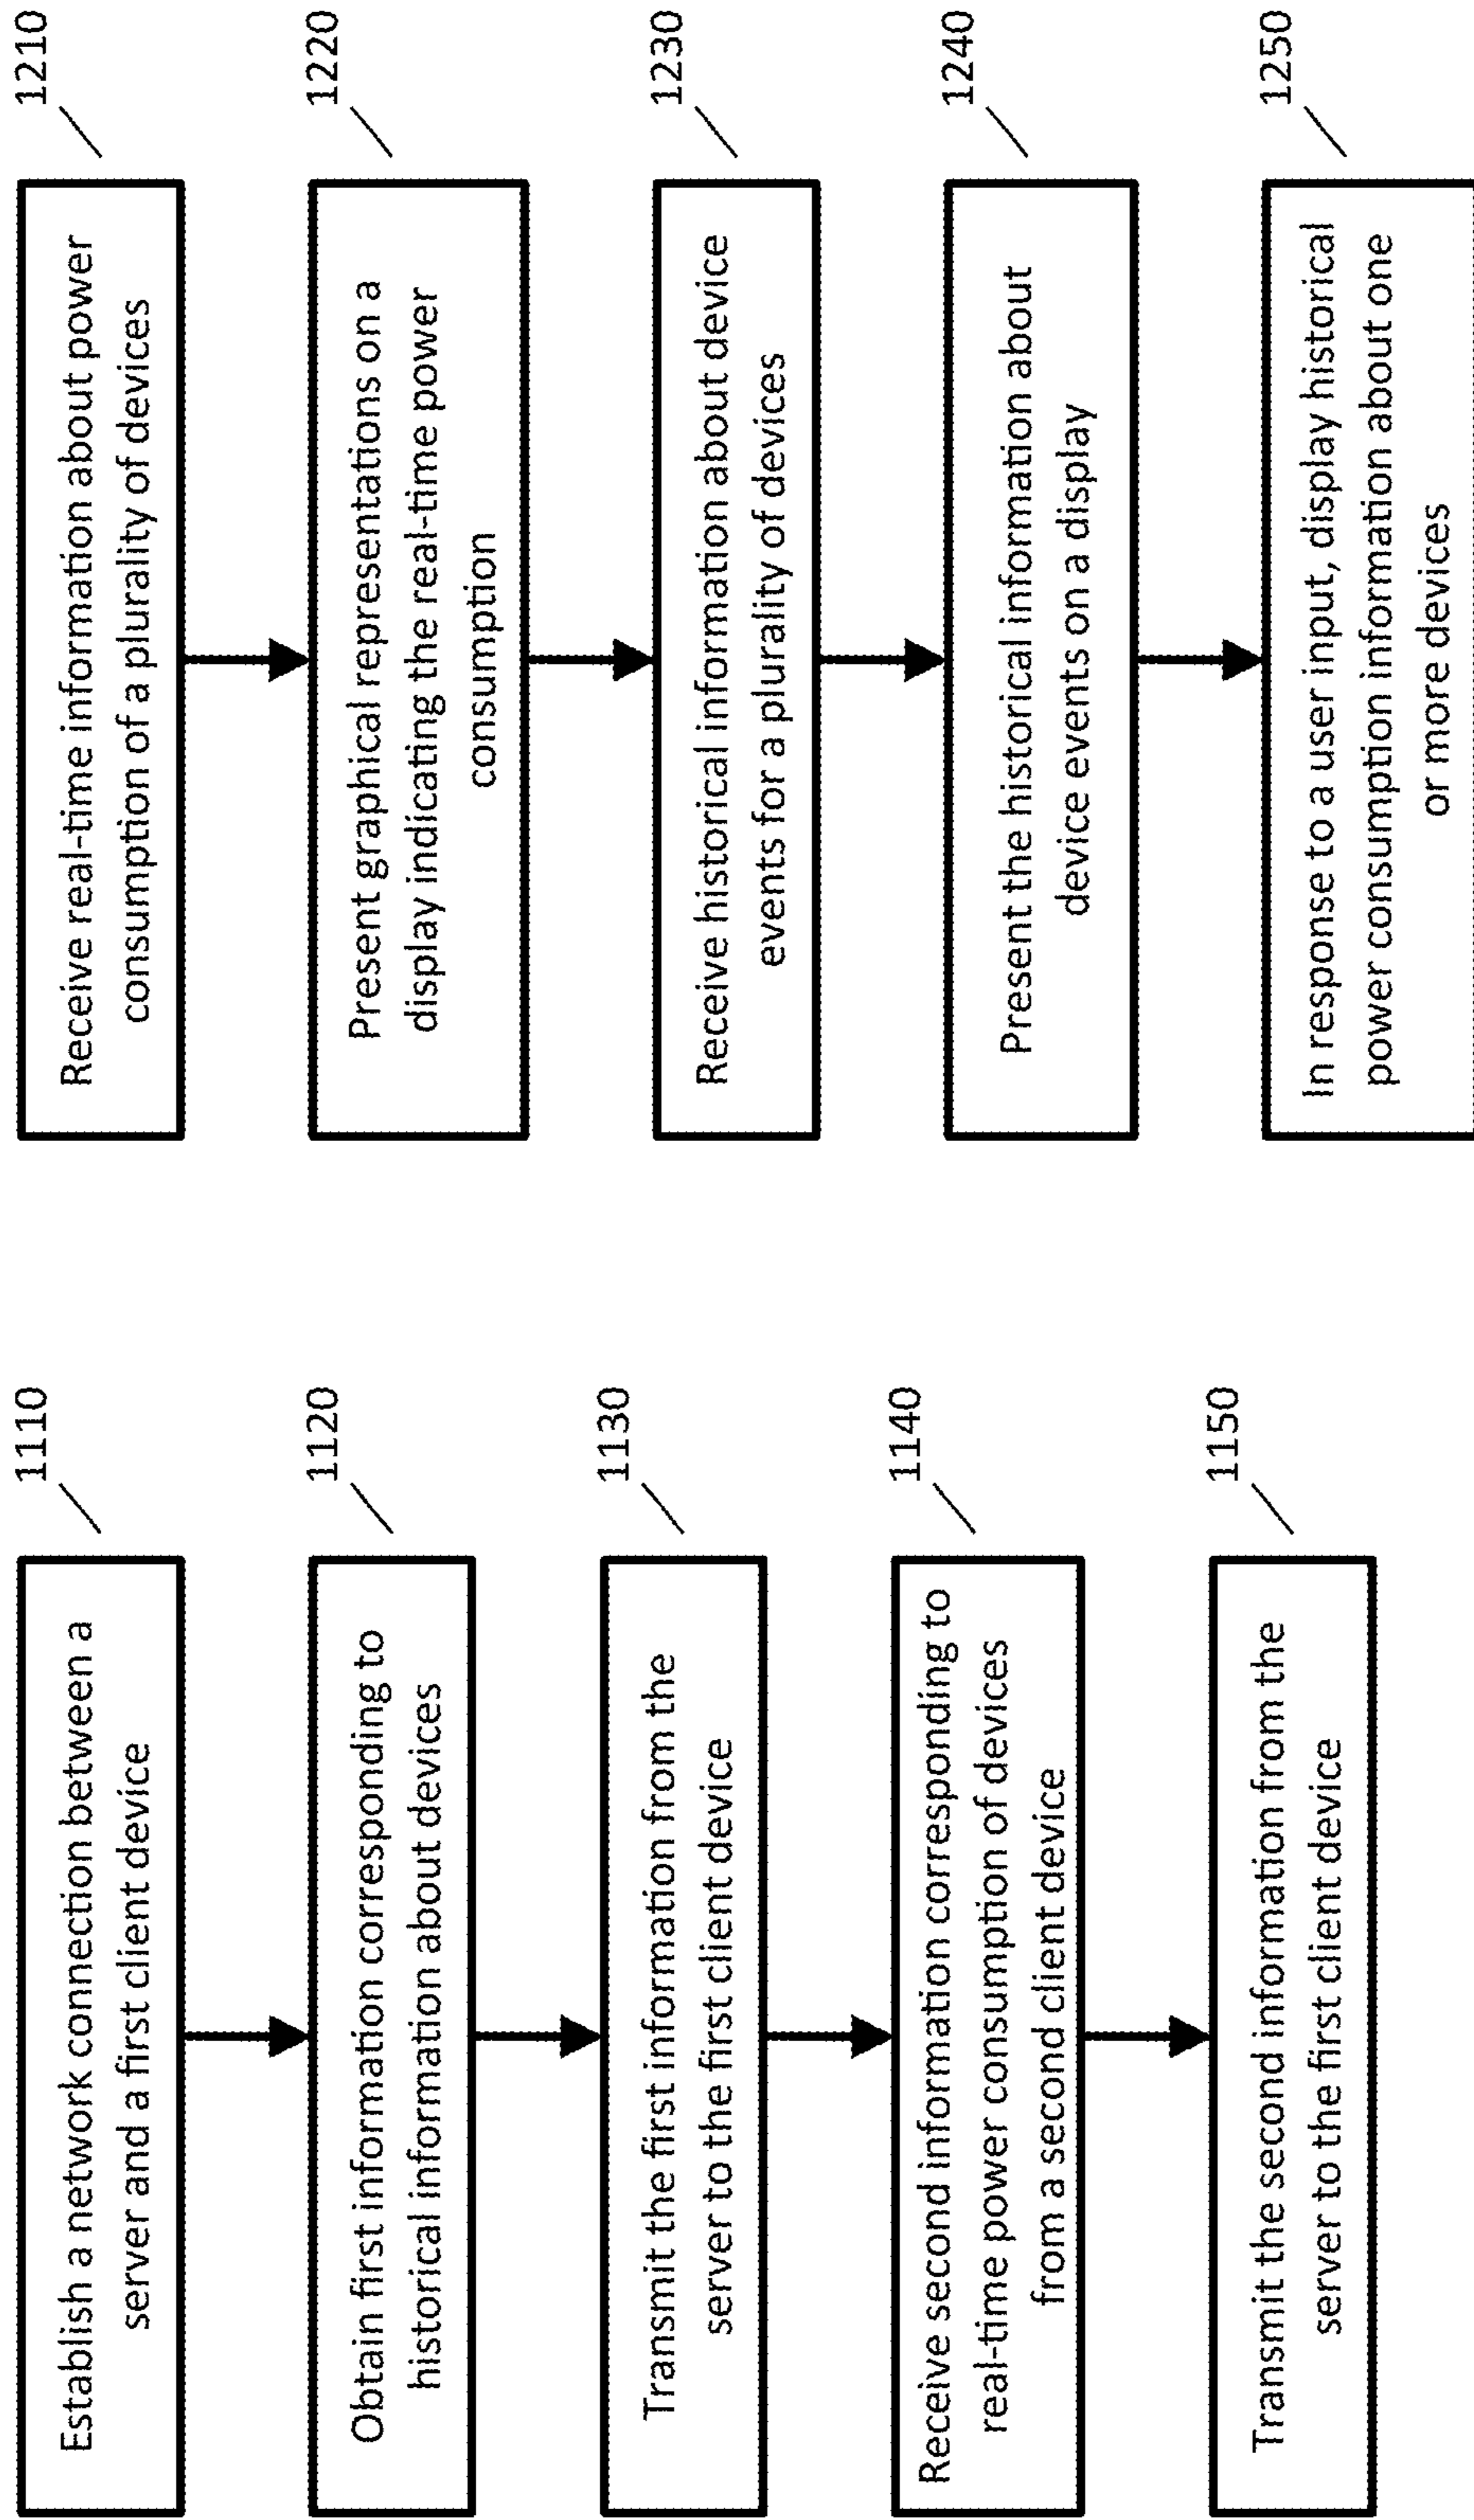 1110
Establish a network connection between a
server and a first client device
1120
Obtain first information corresponding to
historical information about devices
1130
Transmit the first information from the
server to the first client device
1140
Receive second information corresponding to
real-time power consumption of devices
from a second client device
1150
Transmit the second information from the
server to the first client device
1210
Receive real-time information about power
consumption of a plurality of devices
1220
Present graphical representations on a
display indicating the real-time power
consumption
1230
Receive historical information about device
events for a plurality of devices
1240
Present the historical information about
device events on a display
1250
In response to a user input, display historical
power consumption information about one
or more devices